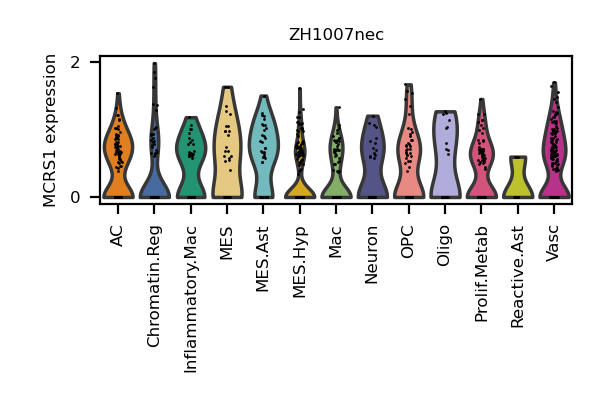 ZH1007nec
MCRS1 expression
2
0
AC
Chromatin.Reg
Inflammatory.Mac
MES
MES.Ast
MES.Hyp
Mac
Neuron
OPC
Oligo
Prolif.Metab
Reactive.Ast
Vasc